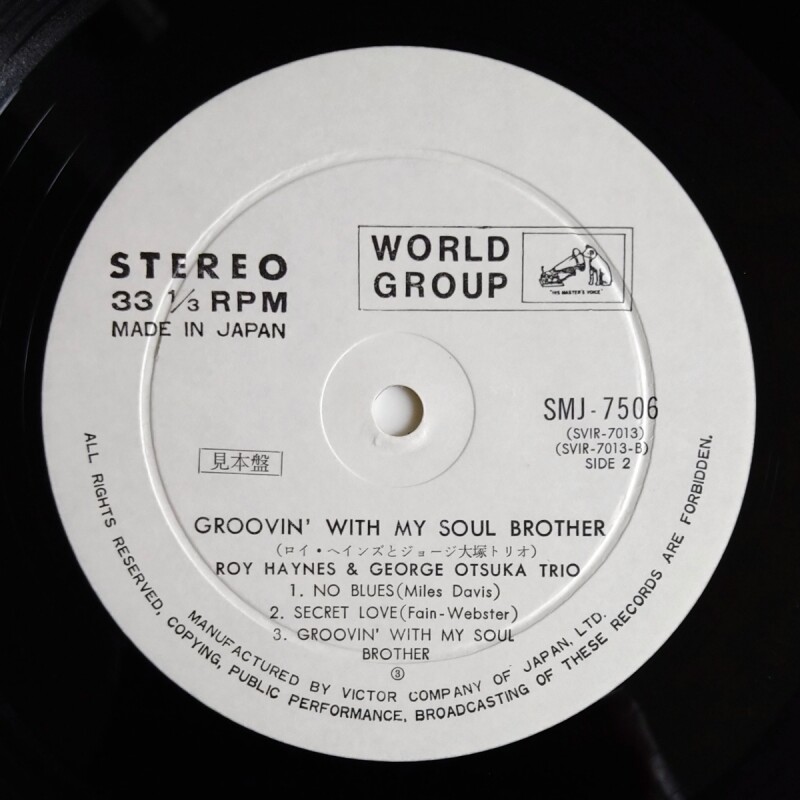 STEREO
33 1/3 RPM
MADE IN JAPAN
WORLD
GROUP
"HIS MASTER'S VOICE"
SMJ-7506
(SVIR-7013)
(SVIR-7013-B)
SIDE 2
見本盤
GROOVIN' WITH MY SOUL BROTHER
(ロイ・ヘインズとジョージ大塚トリオ)
ROY HAYNES & GEORGE OTSUKA TRIO
1. NO BLUES(Miles Davis)
2. SECRET LOVE(Fain-Webster)
3. GROOVIN' WITH MY SOUL
BROTHER
③
MANUFACTURED BY VICTOR COMPANY OF JAPAN, LTD.
ALL RIGHTS RESERVED, COPYING, PUBLIC PERFORMANCE, BROADCASTING OF THESE RECORDS ARE FORBIDDEN.